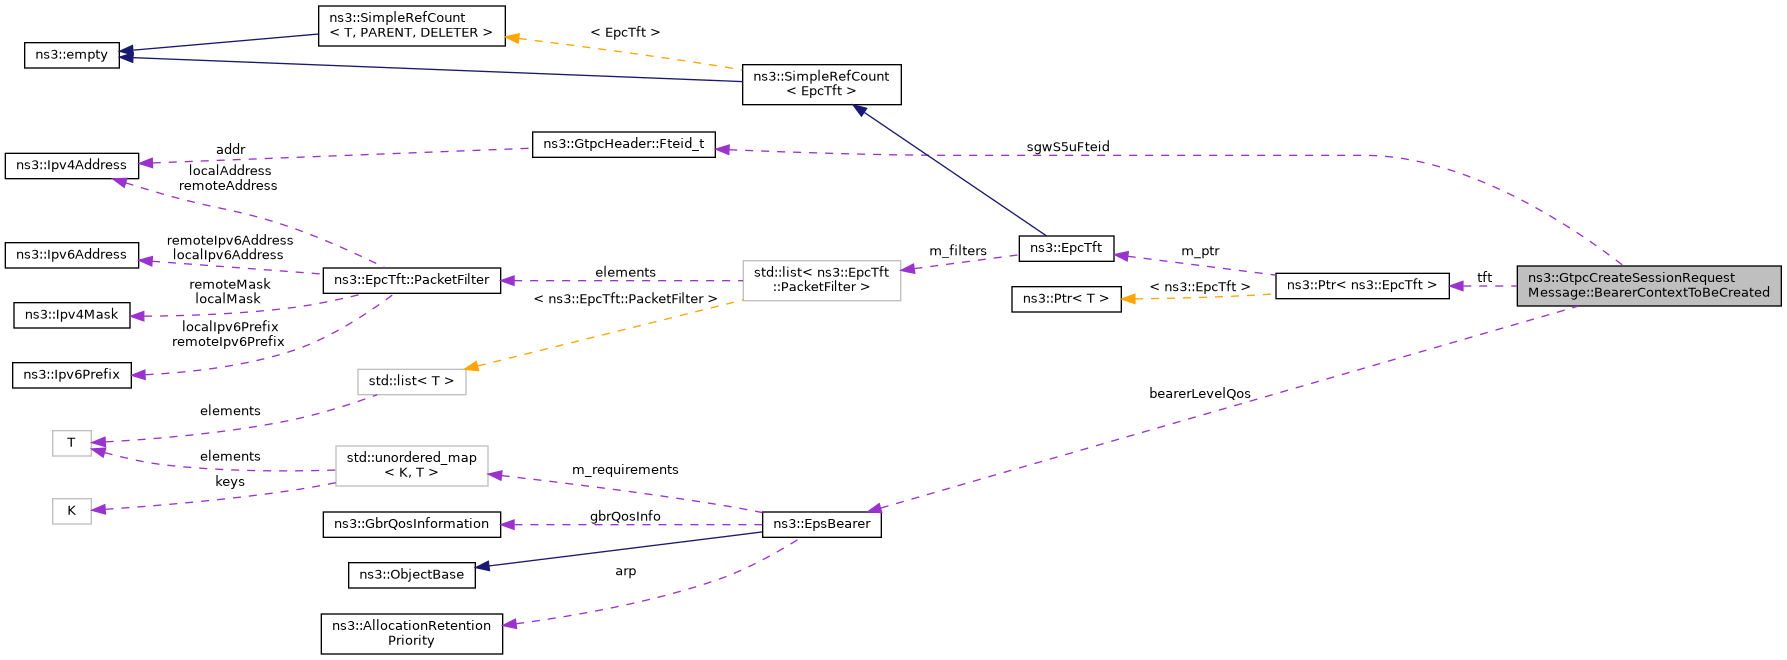 ns3::SimpleRefCount
< T, PARENT, DELETER >
< EpcTft >
ns3::empty
ns3::SimpleRefCount
< EpcTft >
ns3::GtpcHeader::Fteid_t
sgwS5uFteid
addr
ns3::Ipv4Address
localAddress
remoteAddress
remoteIpv6Address
localIpv6Address
ns3::Ipv6Address
m_filters
ns3::EpcTft
m_ptr
elements
std::list< ns3::EpcTft
::PacketFilter >
ns3::EpcTft::PacketFilter
tft
ns3::GtpcCreateSessionRequest
Message::BearerContextToBeCreated
ns3::Ptr< ns3::EpcTft >
< ns3::EpcTft >
ns3::Ptr< T >
remoteMask
localMask
< ns3::EpcTft::PacketFilter >
ns3::Ipv4Mask
localIpv6Prefix
remoteIpv6Prefix
ns3::Ipv6Prefix
std::list< T >
bearerLevelQos
elements
T
elements
std::unordered_map
< K, T >
m_requirements
keys
K
ns3::GbrQosInformation
gbrQosInfo
ns3::EpsBearer
ns3::ObjectBase
arp
ns3::AllocationRetention
Priority